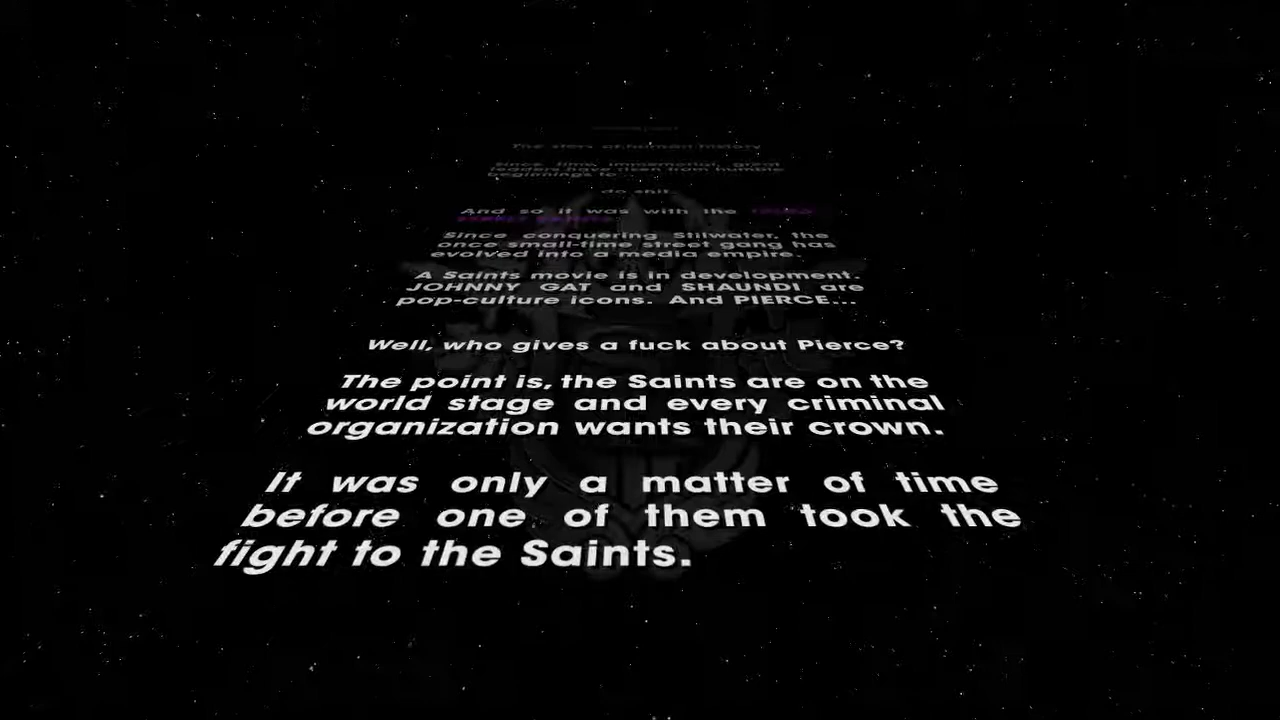 The story of human history
Since time immemorial, great
leaders have risen from humble
beginnings to...
do shit.
And so it was with the THIRD
STREET SAINTS.
Since conquering Stilwater, the
once small-time street gang has
evolved into a media empire.
A Saints movie is in development.
JOHNNY GAT and SHAUNDI are
pop-culture icons. And PIERCE...
Well, who gives a fuck about Pierce?
The point is, the Saints are on the
world stage and every criminal
organization wants their crown.
It was only a matter of time
before one of them took the
fight to the Saints.